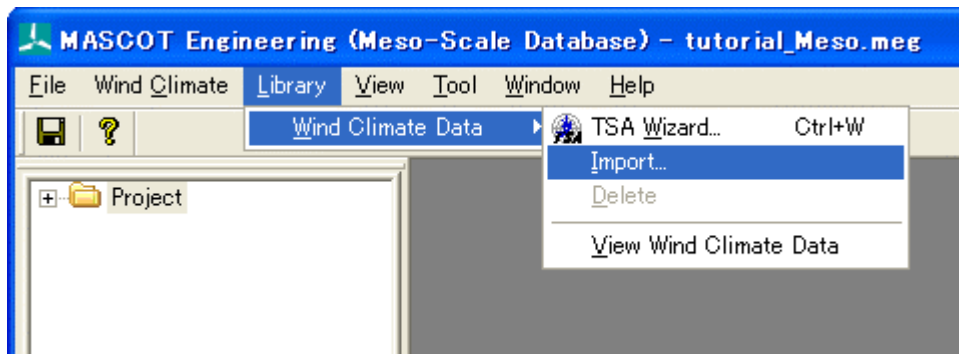 MASCOT Engineering (Meso-Scale Database) - tutorial_Meso.meg
File Wind Climate Library View Tool Window Help
Wind Climate Data TSA Wizard... Ctrl+W
Import...
Project
Delete
View Wind Climate Data